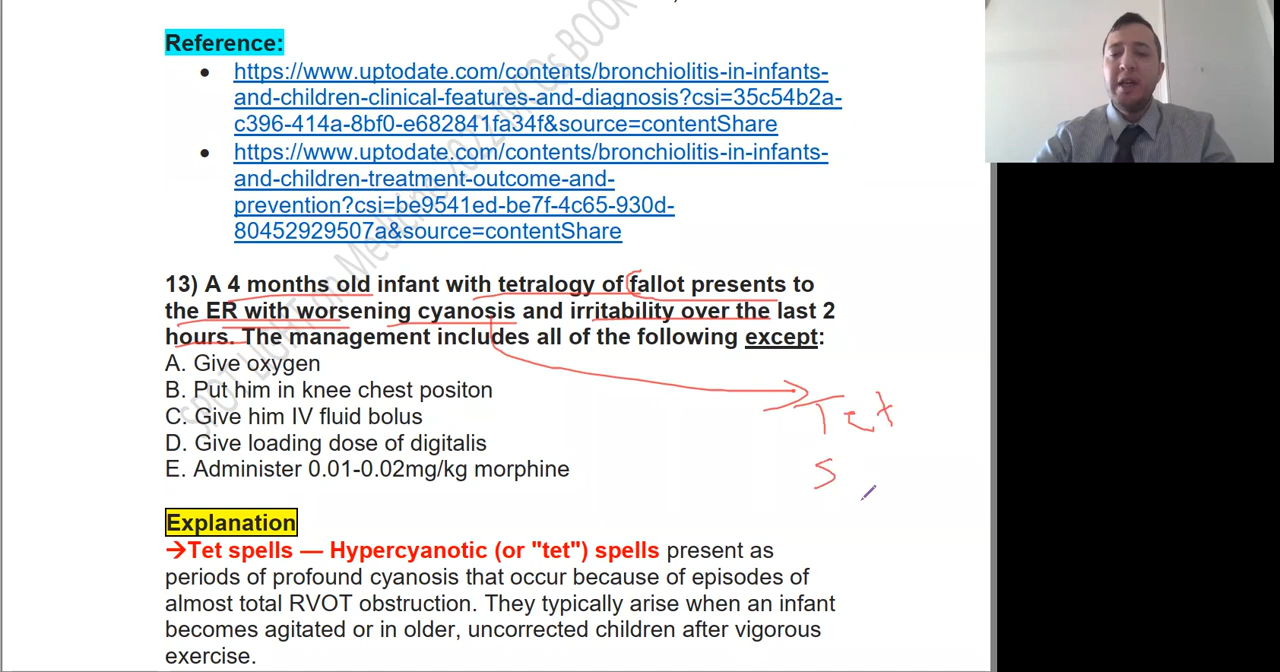 Reference:
• https://www.uptodate.com/contents/bronchiolitis-in-infants-
and-children-clinical-features-and-diagnosis?csi=35c54b2a-
c396-414a-8bf0-e682847fa34f&source=contentShare
• https://www.uptodate.com/contents/bronchiolitis-in-infants-
and-children-treatment-outcome-and-
prevention?csi=be9541ed-be7f-4c65-930d-
80452929507a&source=contentShare
13) A 4 months old infant with tetralogy of fallot presents to
the ER with worsening cyanosis and irritability over the last 2
hours. The management includes all of the following except:
A. Give oxygen
B. Put him in knee chest positon
C. Give him IV fluid bolus
D. Give loading dose of digitalis
E. Administer 0.01-0.02mg/kg morphine
Tet
S
Explanation
→Tet spells — Hypercyanotic (or "tet") spells present as
periods of profound cyanosis that occur because of episodes of
almost total RVOT obstruction. They typically arise when an infant
becomes agitated or in older, uncorrected children after vigorous
exercise.